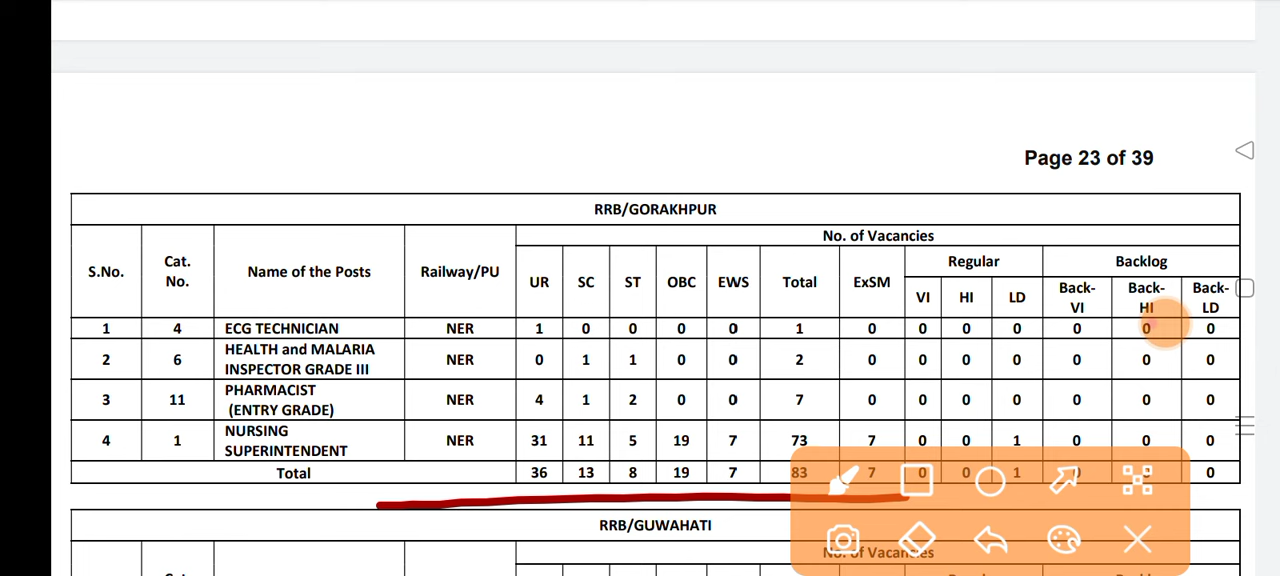 Page 23 of 39
RRB/GORAKHPUR
S.No. Cat. No. Name of the Posts Railway/PU No. of Vacancies
UR SC ST OBC EWS Total ExSM Regular Backlog
VI HI LD Back-VI Back-HI Back-LD
1 4 ECG TECHNICIAN NER 1 0 0 0 0 1 0 0 0 0 0 0 0
2 6 HEALTH and MALARIA INSPECTOR GRADE III NER 0 1 1 0 0 2 0 0 0 0 0 0 0
3 11 PHARMACIST (ENTRY GRADE) NER 4 1 2 0 0 7 0 0 0 0 0 0 0
4 1 NURSING SUPERINTENDENT NER 31 11 5 19 7 73 7 0 0 1 0 0 0
Total 36 13 8 19 7 83 7 0 0 1 0 0
RRB/GUWAHATI
No. of Vacancies